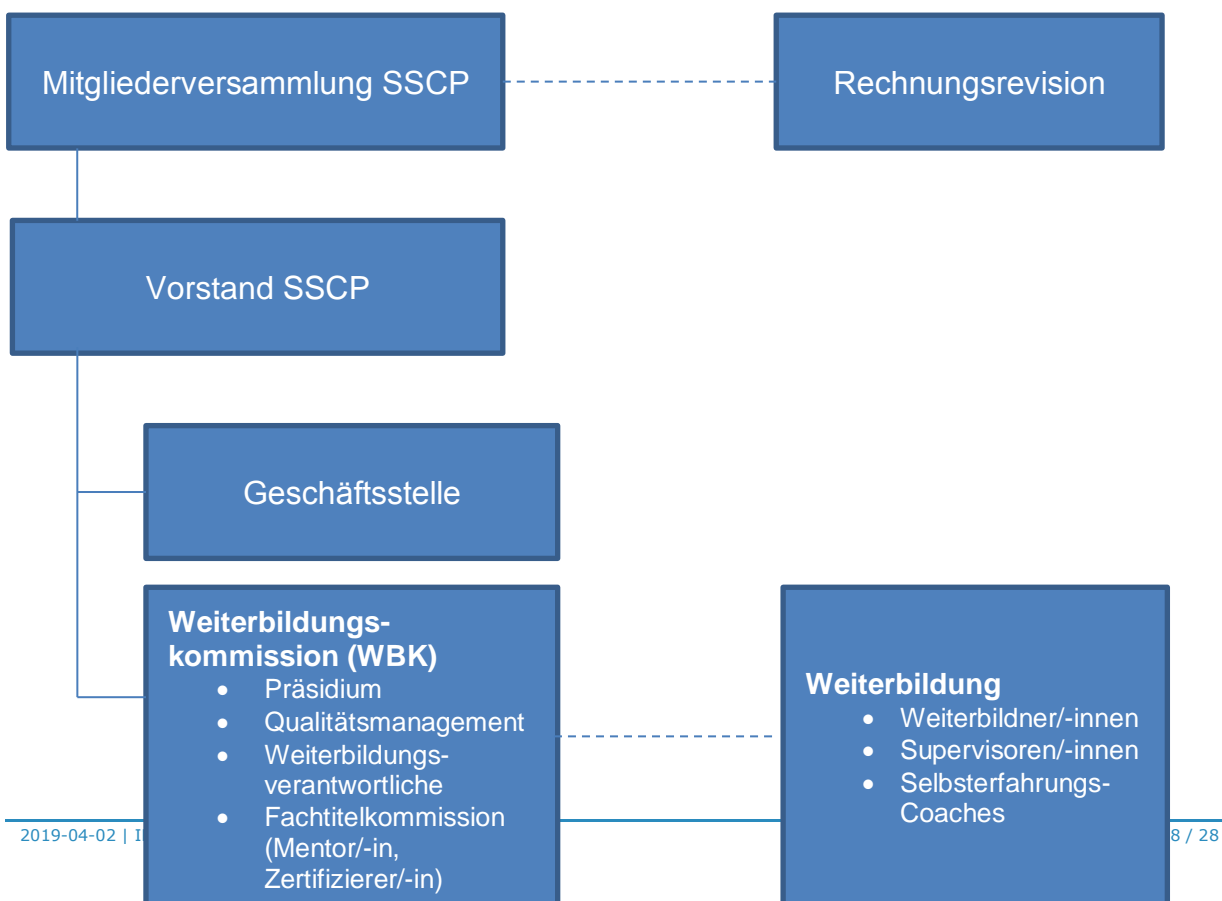 Mitgliederversammlung SSCP
Rechnungsrevision
Vorstand SSCP
Geschäftsstelle
Weiterbildungs-
kommission (WBK)
• Präsidium
• Qualitätsmanagement
• Weiterbildungs-
verantwortliche
• Fachtitelkommission
(Mentor/-in,
Zertifizierer/-in)
Weiterbildung
• Weiterbildner/-innen
• Supervisoren/-innen
• Selbsterfahrungs-
Coaches
2019-04-02 |
8 / 28